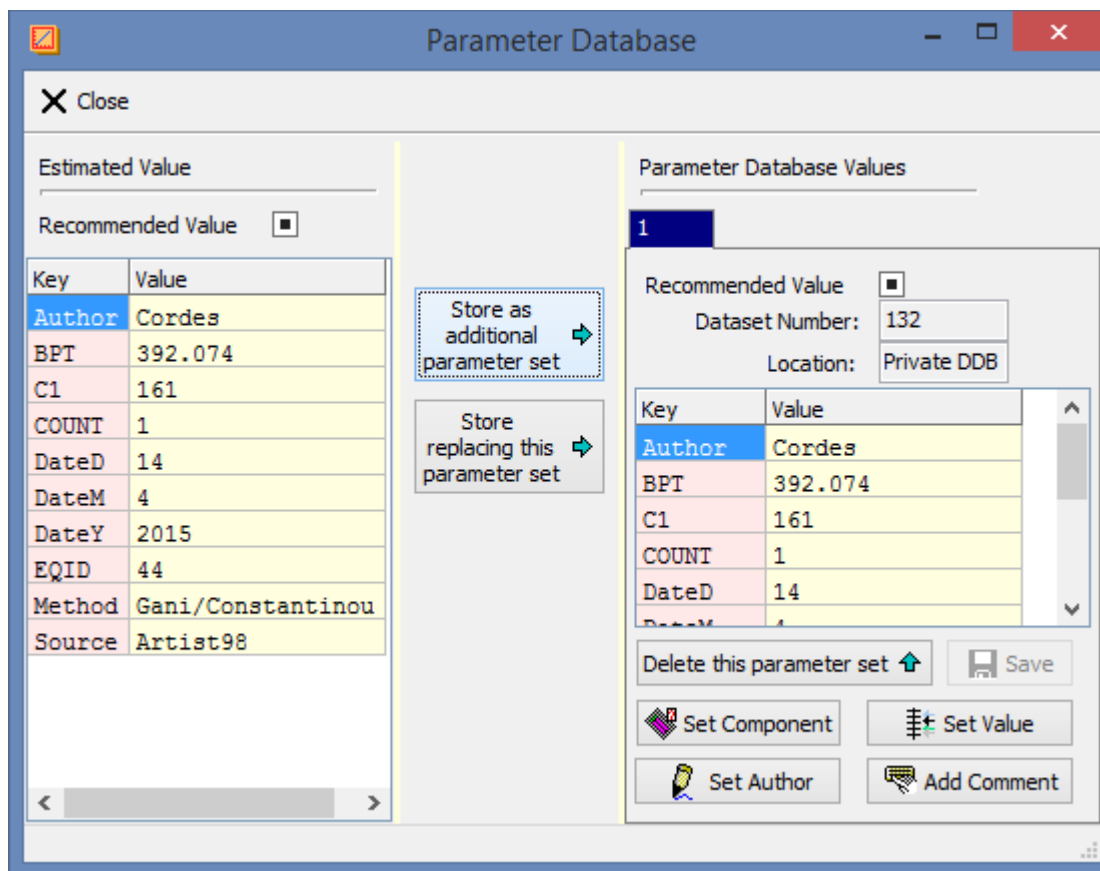 Parameter Database
Close
Estimated Value
Recommended Value
Key Value
Author Cordes
BPT 392.074
C1 161
COUNT 1
DateD 14
DateM 4
DateY 2015
EQID 44
Method Gani/Constantinou
Source Artist98
Store as
additional
parameter set
Store
replacing this
parameter set
Parameter Database Values
1
Recommended Value
Dataset Number: 132
Location: Private DDB
Key Value
Author Cordes
BPT 392.074
C1 161
COUNT 1
DateD 14
DateM 4
Delete this parameter set
Save
Set Component
Set Value
Set Author
Add Comment